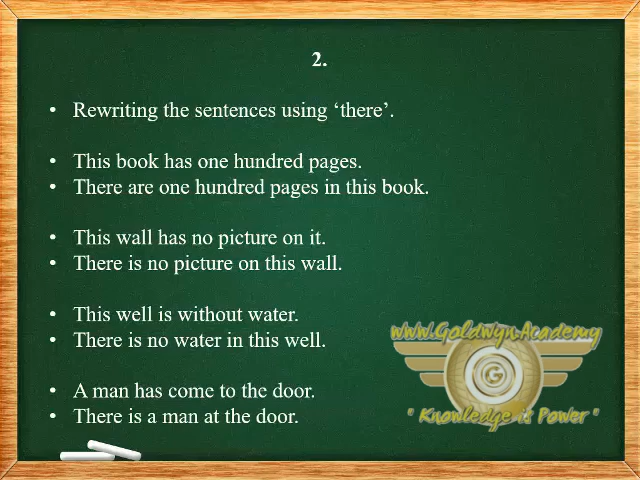 2.
• Rewriting the sentences using ‘there’.
• This book has one hundred pages.
• There are one hundred pages in this book.
• This wall has no picture on it.
• There is no picture on this wall.
• This well is without water.
• There is no water in this well.
• A man has come to the door.
• There is a man at the door.
www.Goldwyn.Academy
G
" Knowledge is Power "